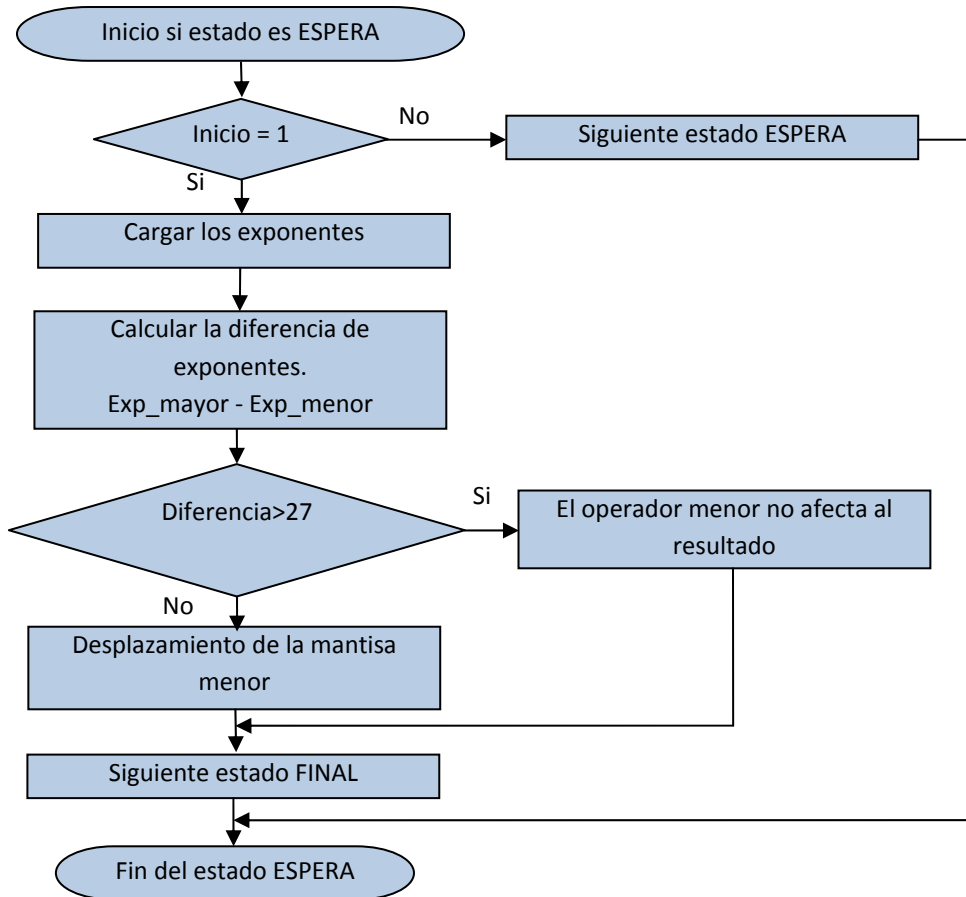 Inicio si estado es ESPERA
Inicio = 1
No
Siguiente estado ESPERA
Si
Cargar los exponentes
Calcular la diferencia de
exponentes.
Exp_mayor - Exp_menor
Diferencia>27
Si
El operador menor no afecta al
resultado
No
Desplazamiento de la mantisa
menor
Siguiente estado FINAL
Fin del estado ESPERA